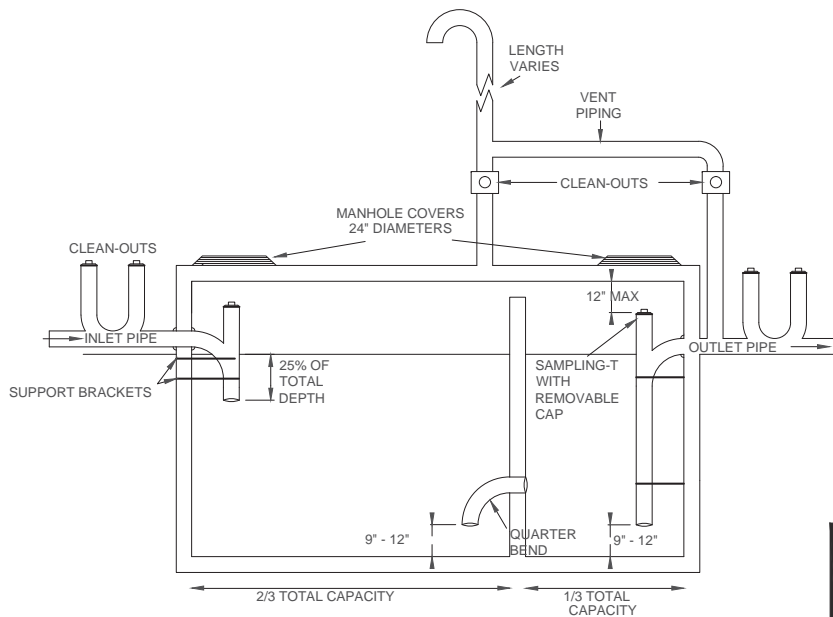 LENGTH
VARIES
VENT
PIPING
CLEAN-OUTS
MANHOLE COVERS
24" DIAMETERS
CLEAN-OUTS
12" MAX
INLET PIPE
OUTLET PIPE
25% OF
TOTAL
DEPTH
SAMPLING-T
WITH
REMOVABLE
CAP
SUPPORT BRACKETS
9" - 12"
QUARTER
BEND
9" - 12"
2/3 TOTAL CAPACITY
1/3 TOTAL
CAPACITY